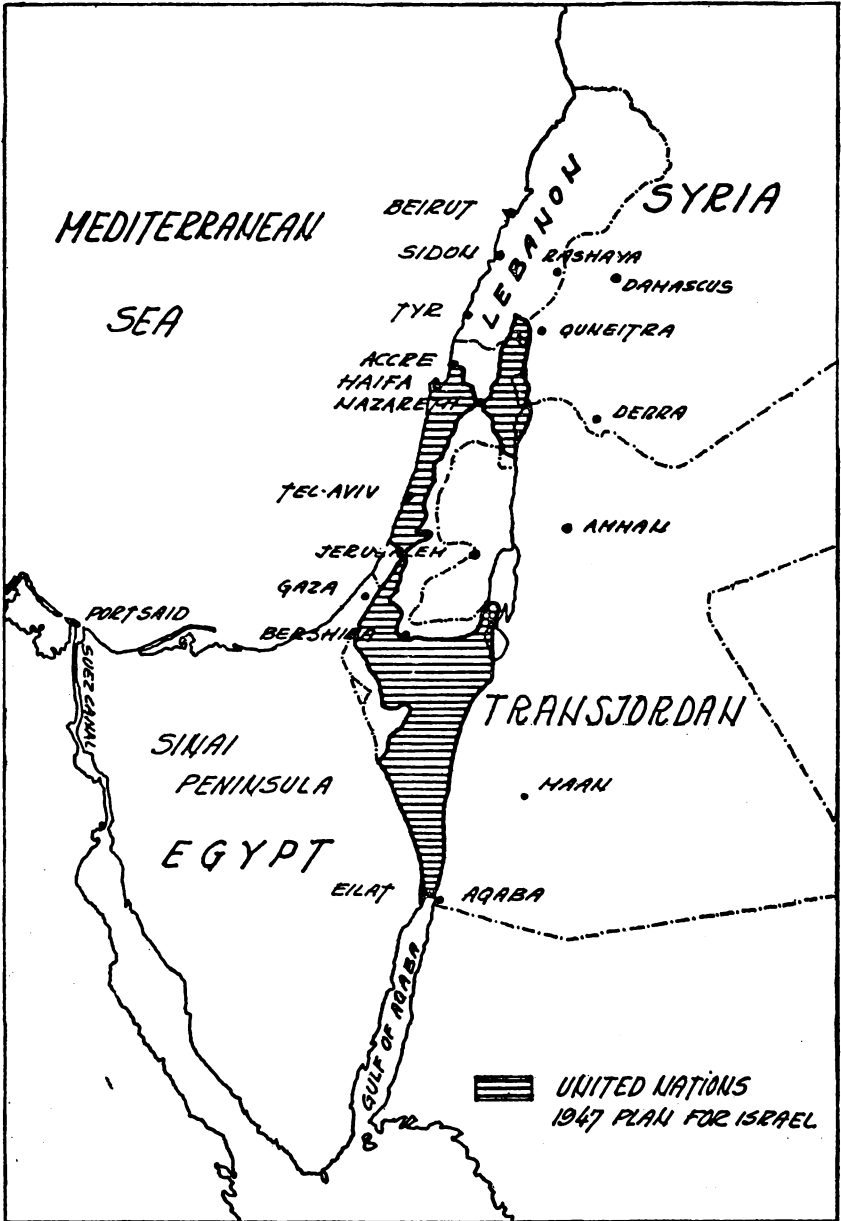 BEIRUT
LEBANON
SYRIA
MEDITERRANEAN
SEA
SIDON
RASHAYA
DAMASCUS
TYR
QUNEITRA
ACCRE
HAIFA
NAZARETH
DERRA
TEL-AVIV
AMMAN
JERUSALEM
GAZA
PORTSAID
BERSHIBA
SUEZ CANAL
TRANSJORDAN
SINAI
PENINSULA
MAAN
EGYPT
EILAT
AQABA
GULF OF AQABA
UNITED NATIONS
1947 PLAN FOR ISRAEL